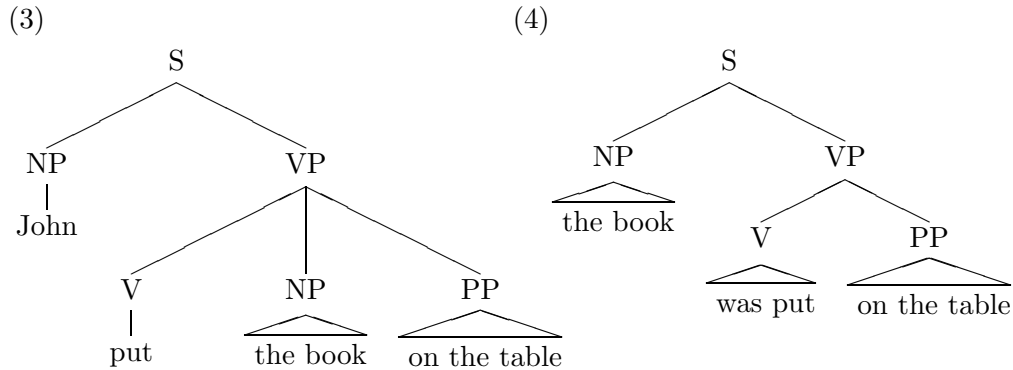 (3) (4)
S S
NP VP NP VP
John the book
V PP
V NP PP was put on the table
put the book on the table